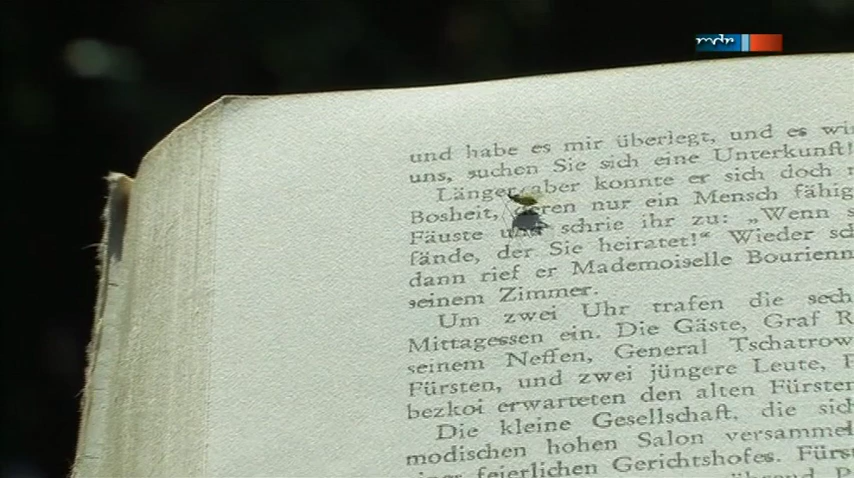 mdr
und habe es mir überlegt, und es
uns, suchen Sie sich eine Unterkunft!
Länger aber konnte er sich doch
Bosheit, deren nur ein Mensch fähig
Fäuste und schrie ihr zu: „Wenn s
fände, der Sie heiratet!“ Wieder sc
dann rief er Mademoiselle Bourienn
seinem Zimmer.
Um zwei Uhr trafen die sech
Mittagessen ein. Die Gäste, Graf R
seinem Neffen, General Tschatrow
Fürsten, und zwei jüngere Leute, P
bezkoi erwarteten den alten Fürsten
Die kleine Gesellschaft, die sich
modischen hohen Salon versammel
einer feierlichen Gerichtshofes. Fürs